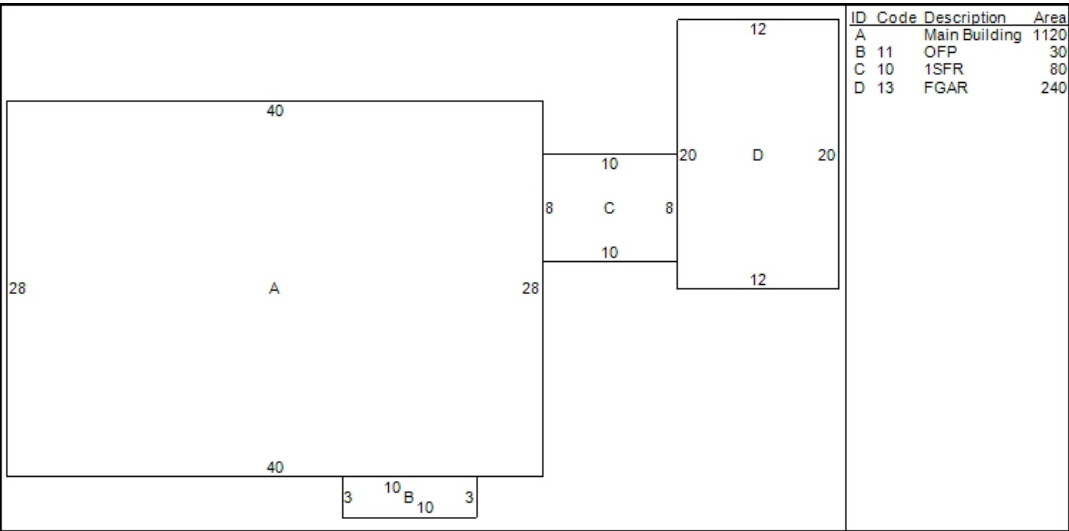 12
ID Code Description Area
A Main Building 1120
B 11 OFP 30
C 10 1SFR 80
D 13 FGAR 240
40
10
20 D 20
8 C 8
10
12
28 A 28
40
3 10 B 10 3